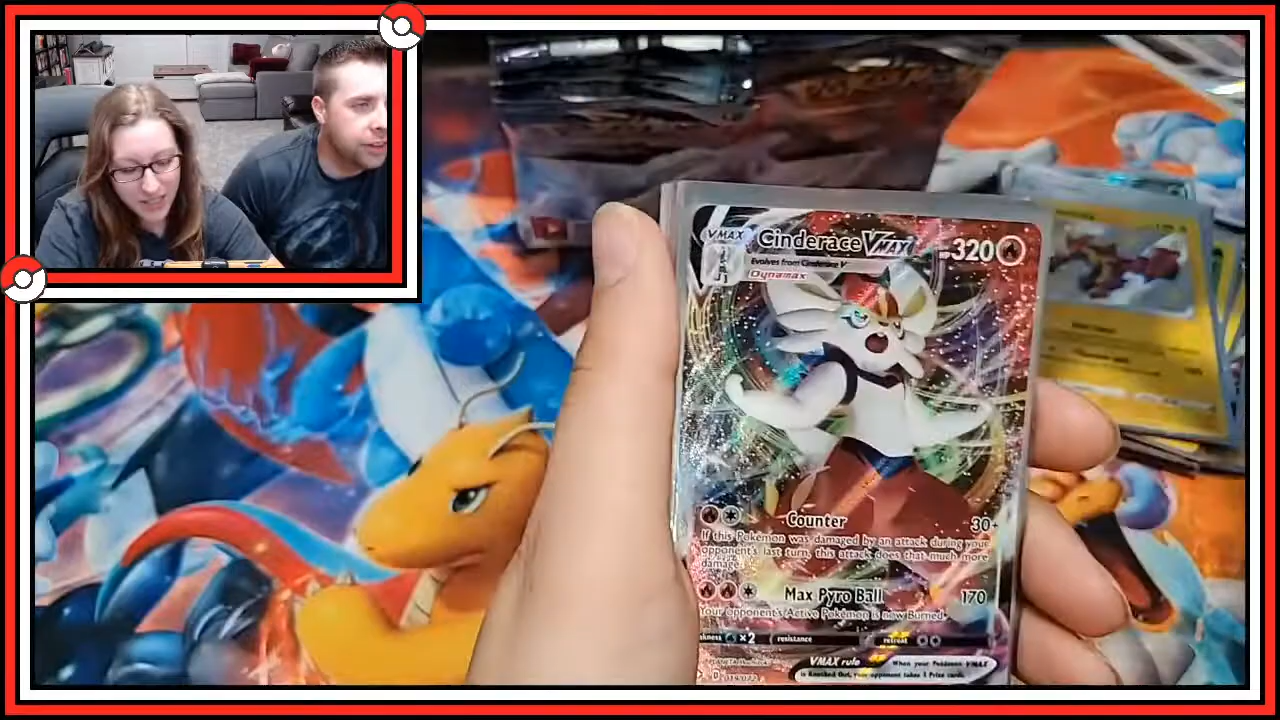 VMAX Cinderace VMAX 320
Evolves from Cinderace V
Dynamax
Counter 30+
If this Pokémon was damaged by an attack during your
opponent's last turn, this attack does that much more
damage.
Max Pyro Ball 170
Your opponent's Active Pokémon is now Burned.
x2 resistance retreat
VMAX rule When your Pokémon VMAX
is Knocked Out, your opponent takes 3 Prize cards.